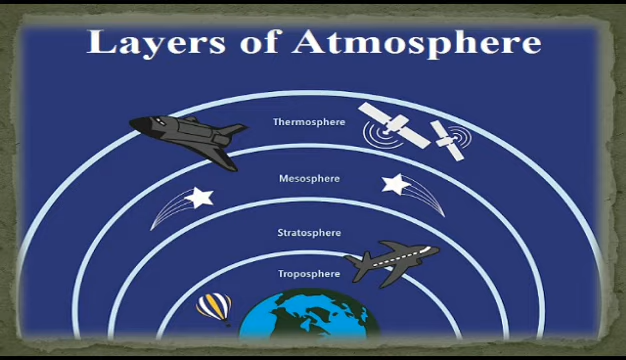 Layers of Atmosphere
Thermosphere
Mesosphere
Stratosphere
Troposphere